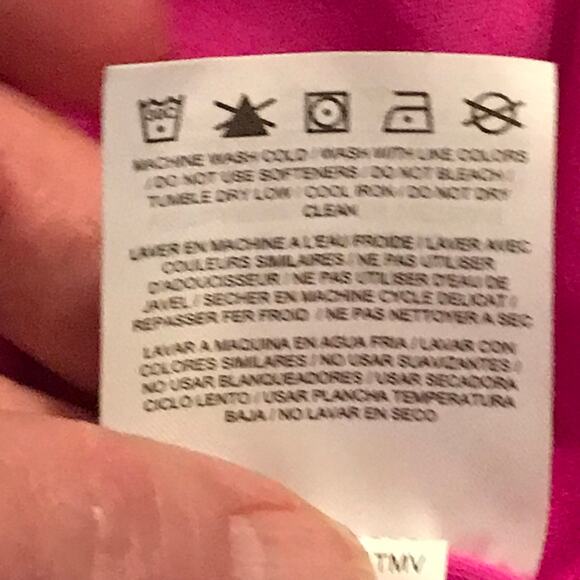 30C
MACHINE WASH COLD / WASH WITH LIKE COLORS
/ DO NOT USE SOFTENERS / DO NOT BLEACH /
TUMBLE DRY LOW / COOL IRON / DO NOT DRY
CLEAN
LAVER EN MACHINE A L'EAU FROIDE / LAVER AVEC
COULEURS SIMILAIRES / NE PAS UTILISER
D'ADOUCISSEUR / NE PAS UTILISER D'EAU DE
JAVEL / SECHER EN MACHINE CYCLE DELICAT /
REPASSER FER FROID / NE PAS NETTOYER A SEC
LAVAR A MAQUINA EN AGUA FRIA / LAVAR CON
COLORES SIMILARES / NO USAR SUAVIZANTES /
NO USAR BLANQUEADORES / USAR SECADORA
CICLO LENTO / USAR PLANCHA TEMPERATURA
BAJA / NO LAVAR EN SECO
TMV